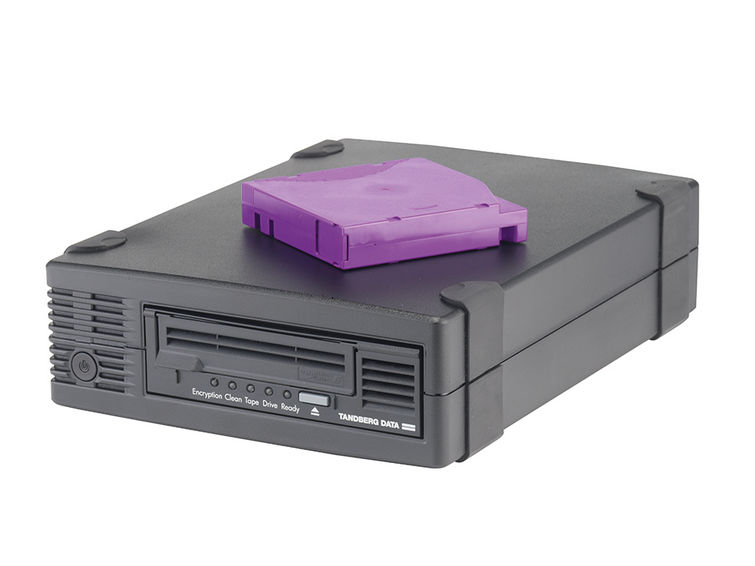 Encryption Clean Tape Drive Ready
TANDBERG DATA